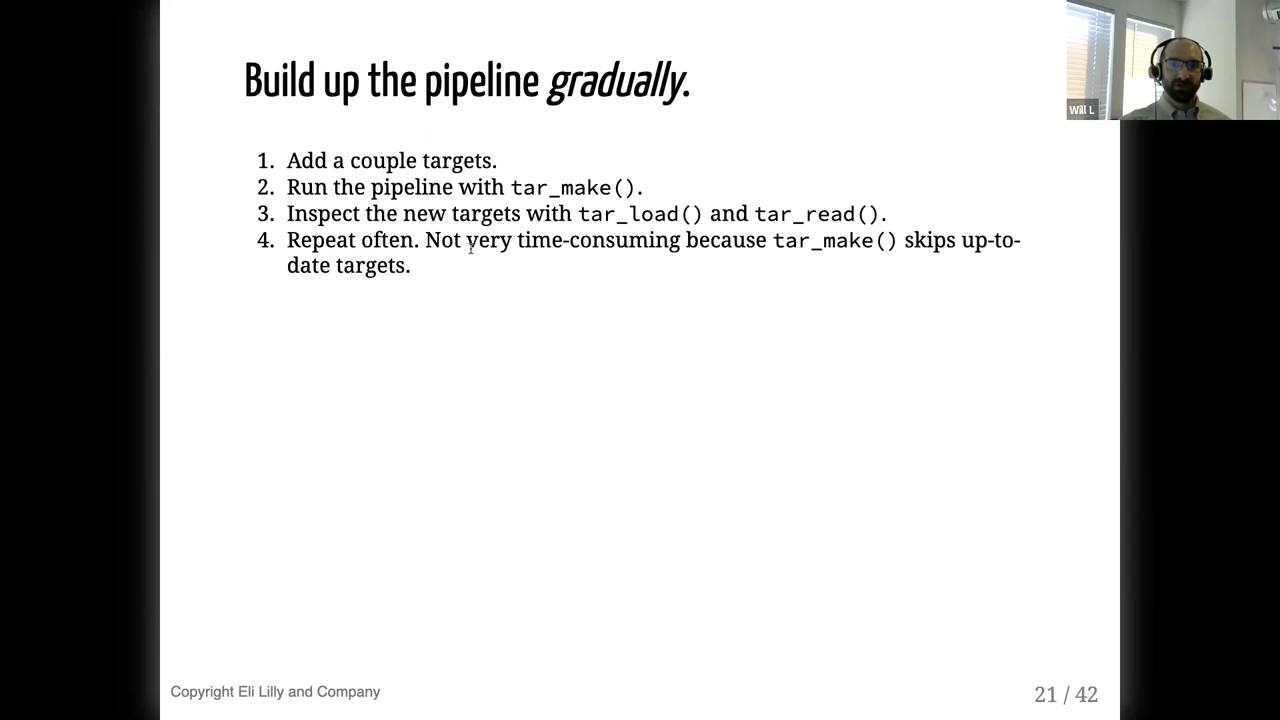 Build up the pipeline gradually.
Will L
1. Add a couple targets.
2. Run the pipeline with tar_make().
3. Inspect the new targets with tar_load() and tar_read().
4. Repeat often. Not very time-consuming because tar_make() skips up-to-
date targets.
Copyright Eli Lilly and Company
21 / 42